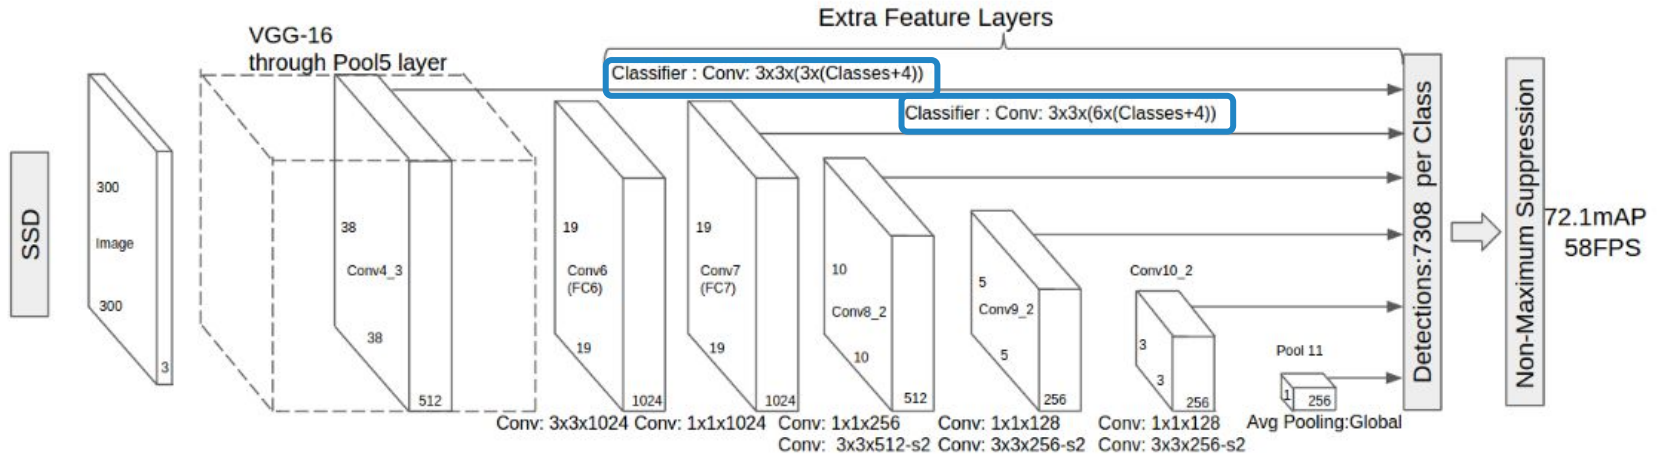 Extra Feature Layers
VGG-16
through Pool5 layer
Classifier : Conv: 3x3x(3x(Classes+4))
Classifier : Conv: 3x3x(6x(Classes+4))
SSD
300
Image
300
3
38
Conv4_3
38
512
19
Conv6
(FC6)
19
1024
19
Conv7
(FC7)
19
1024
10
Conv8_2
10
512
5
Conv9_2
5
256
Conv10_2
3
3
256
Pool 11
1
256
Conv: 3x3x1024
Conv: 1x1x1024
Conv: 1x1x256
Conv: 3x3x512-s2
Conv: 1x1x128
Conv: 3x3x256-s2
Conv: 1x1x128
Conv: 3x3x256-s2
Avg Pooling:Global
Detections:7308 per Class
Non-Maximum Suppression
72.1mAP
58FPS